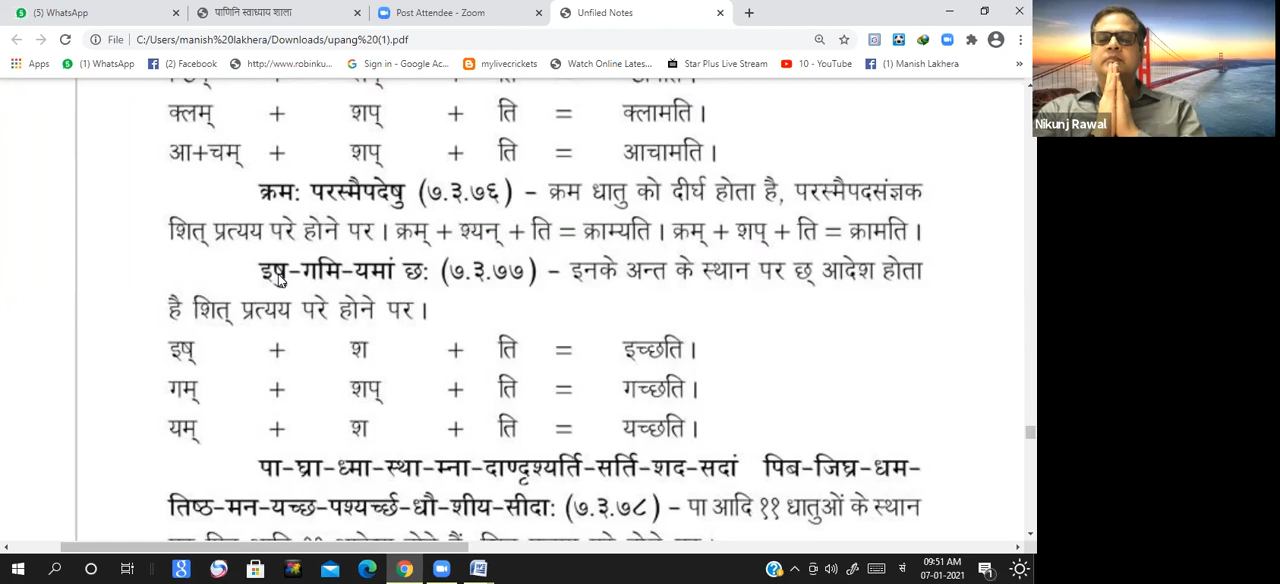 (5) WhatsApp
पाणिनि स्वाध्याय शाला
Post Attendee - Zoom
Unfiled Notes
File
C:/Users/manish%20lakhera/Downloads/upang%20(1).pdf
Apps
(1) WhatsApp
(2) Facebook
http://www.robinku...
Sign in - Google Ac...
mylivecrickets
Watch Online Lates...
Star Plus Live Stream
10 - YouTube
(1) Manish Lakhera
»
Nikunj Rawal
क्लम् + शप् + ति = क्लामति।
आ+चम् + शप् + ति = आचामति।
क्रमः परस्मैपदेषु (७.३.७६) - क्रम धातु को दीर्घ होता है, परस्मैपदसंज्ञक
शित् प्रत्यय परे होने पर। क्रम् + श्यन् + ति = क्राम्यति। क्रम् + शप् + ति = क्रामति।
इषु-गमि-यमां छः (७.३.७७) - इनके अन्त के स्थान पर छ् आदेश होता
है शित् प्रत्यय परे होने पर।
इष् + श + ति = इच्छति।
गम् + शप् + ति = गच्छति।
यम् + श + ति = यच्छति।
पा-घ्रा-ध्मा-स्था-म्ना-दाण्दृश्यर्ति-सर्ति-शद-सदां पिब-जिघ्र-धम-
तिष्ठ-मन-यच्छ-पश्यर्च्छ-धौ-शीय-सीदाः (७.३.७८) - पा आदि ११ धातुओं के स्थान
09:51 AM
07-01-2021